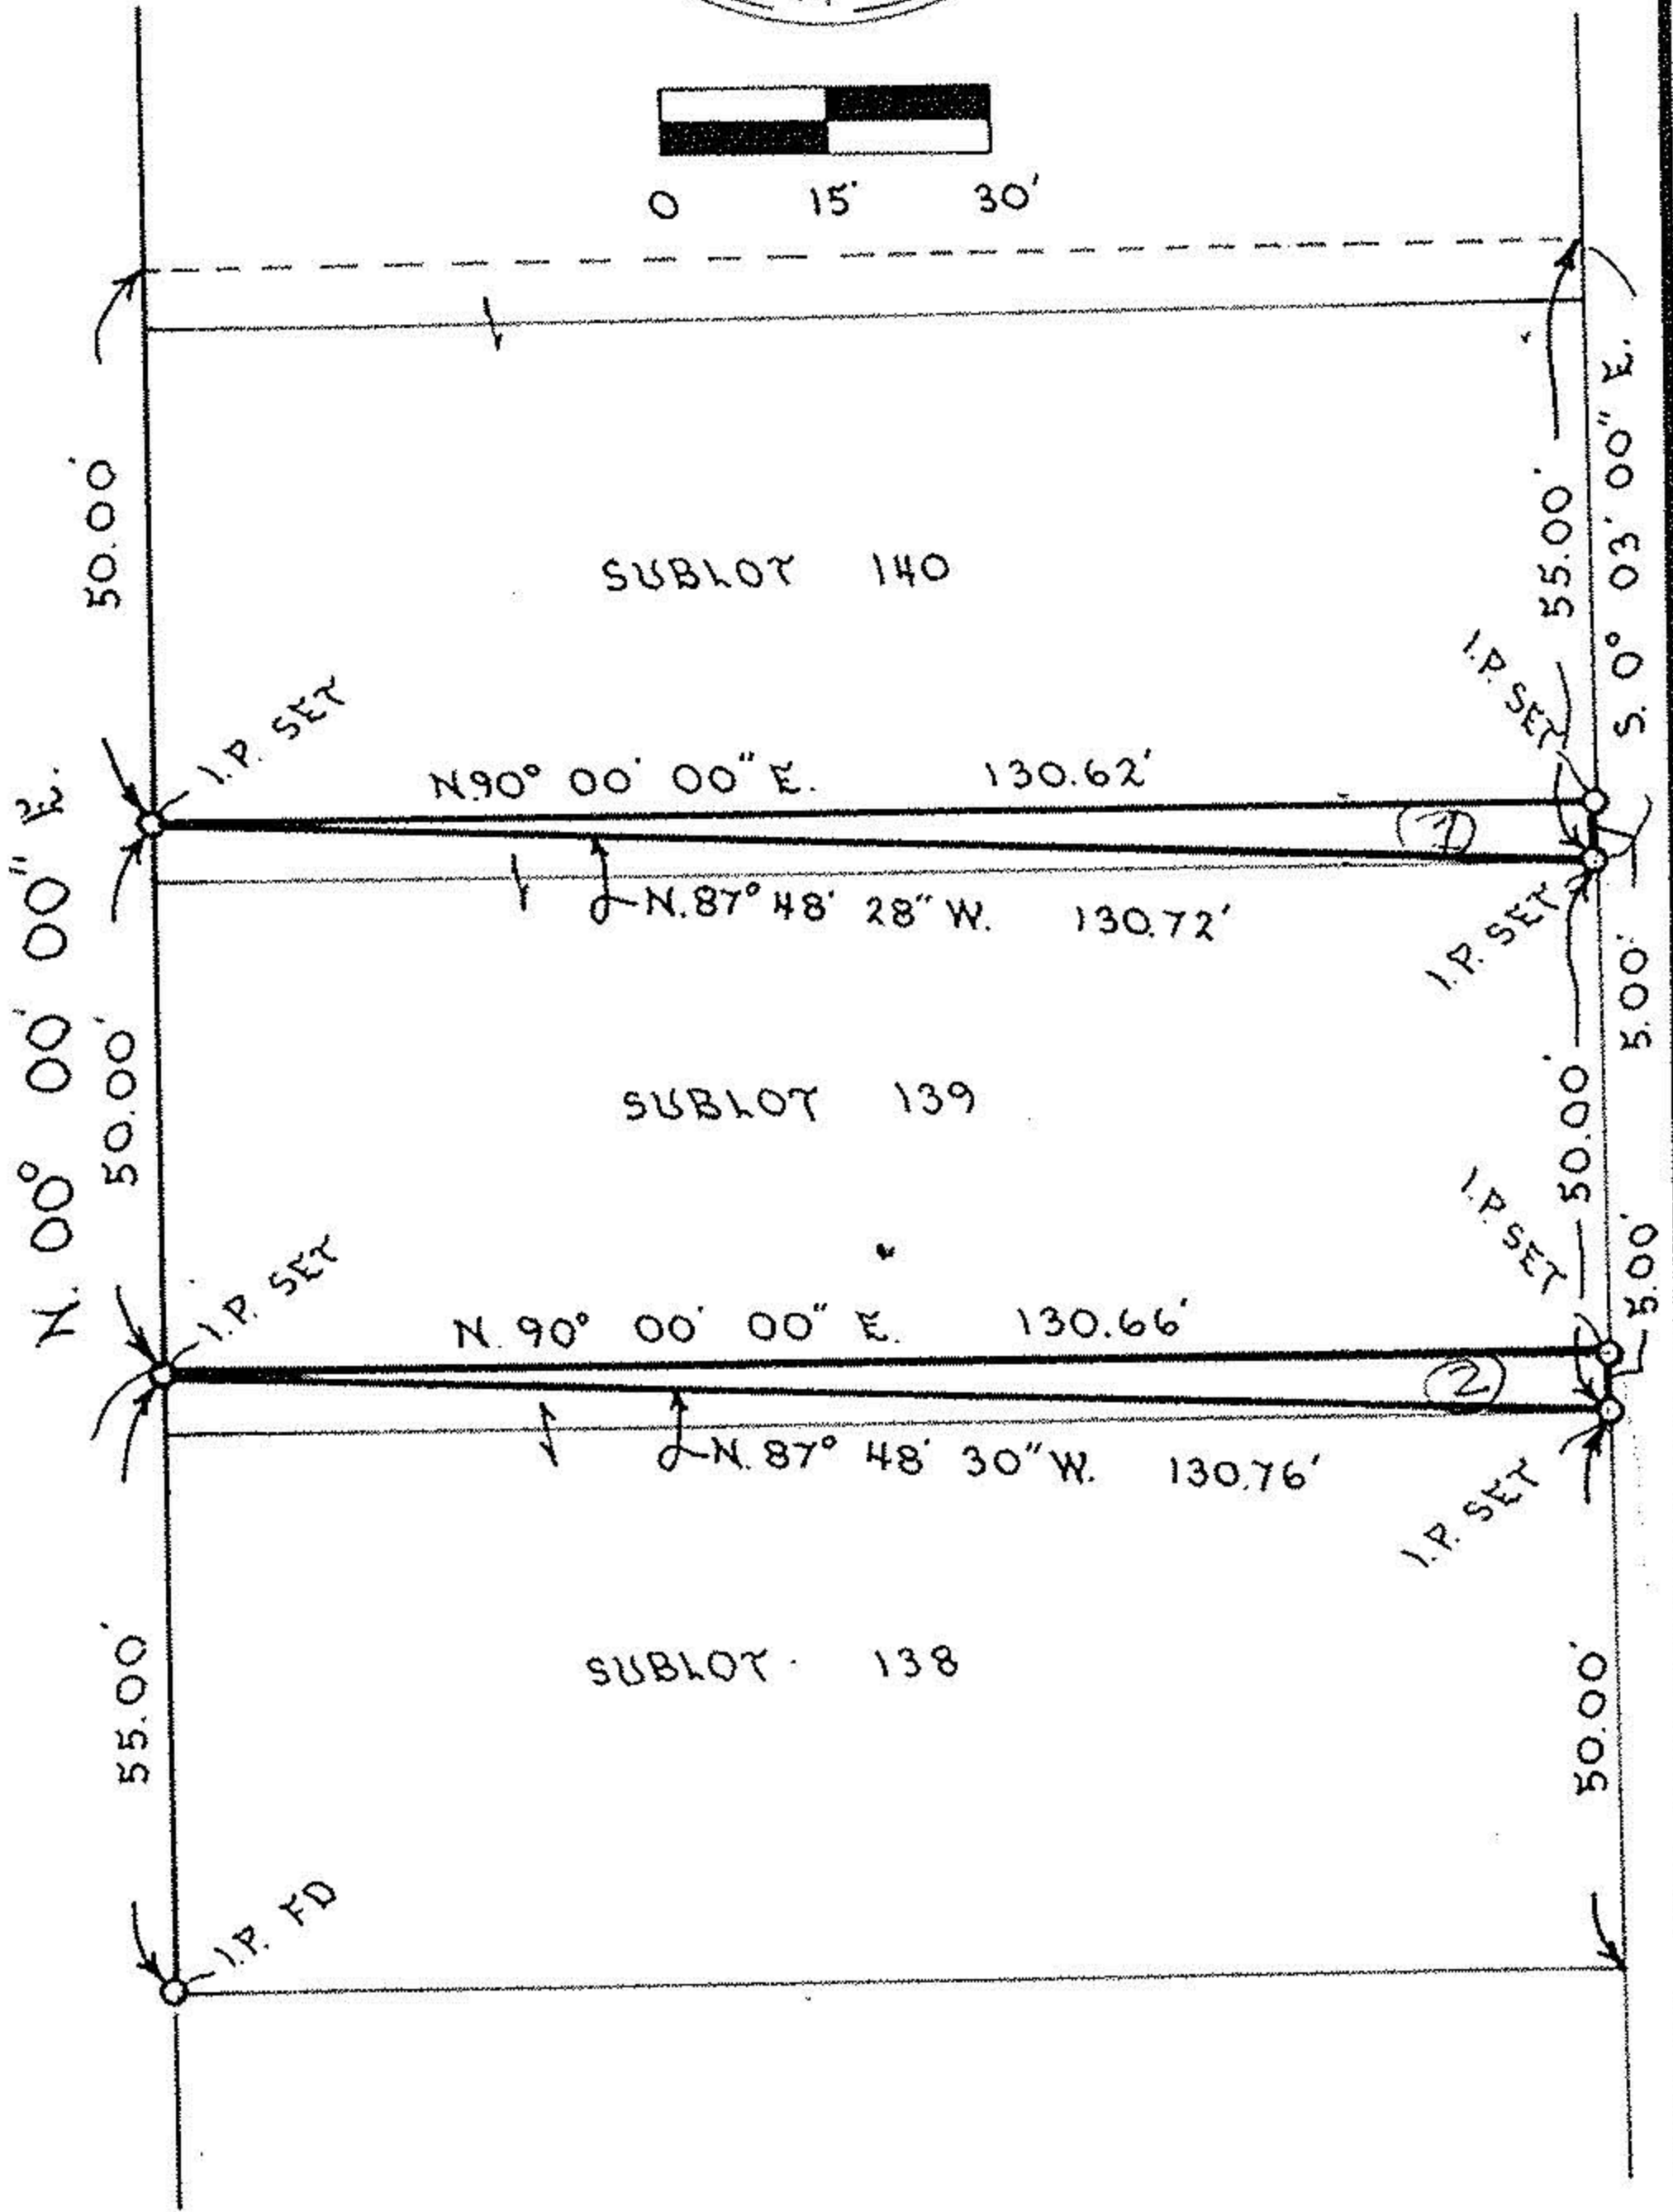 0 15' 30'
50.00'
SUBLOT 140
55.00'
S. 0° 03' 00" E.
I.P. SET
I.P. SET
N.90° 00' 00" E. 130.62'
1
N.87° 48' 28" W. 130.72'
I.P. SET
N. 00° 00' 00" E.
50.00'
SUBLOT 139
50.00'
5.00'
I.P. SET
I.P. SET
5.00'
N. 90° 00' 00" E. 130.66'
2
N. 87° 48' 30" W. 130.76'
I.P. SET
55.00'
SUBLOT 138
50.00'
I.P. FD